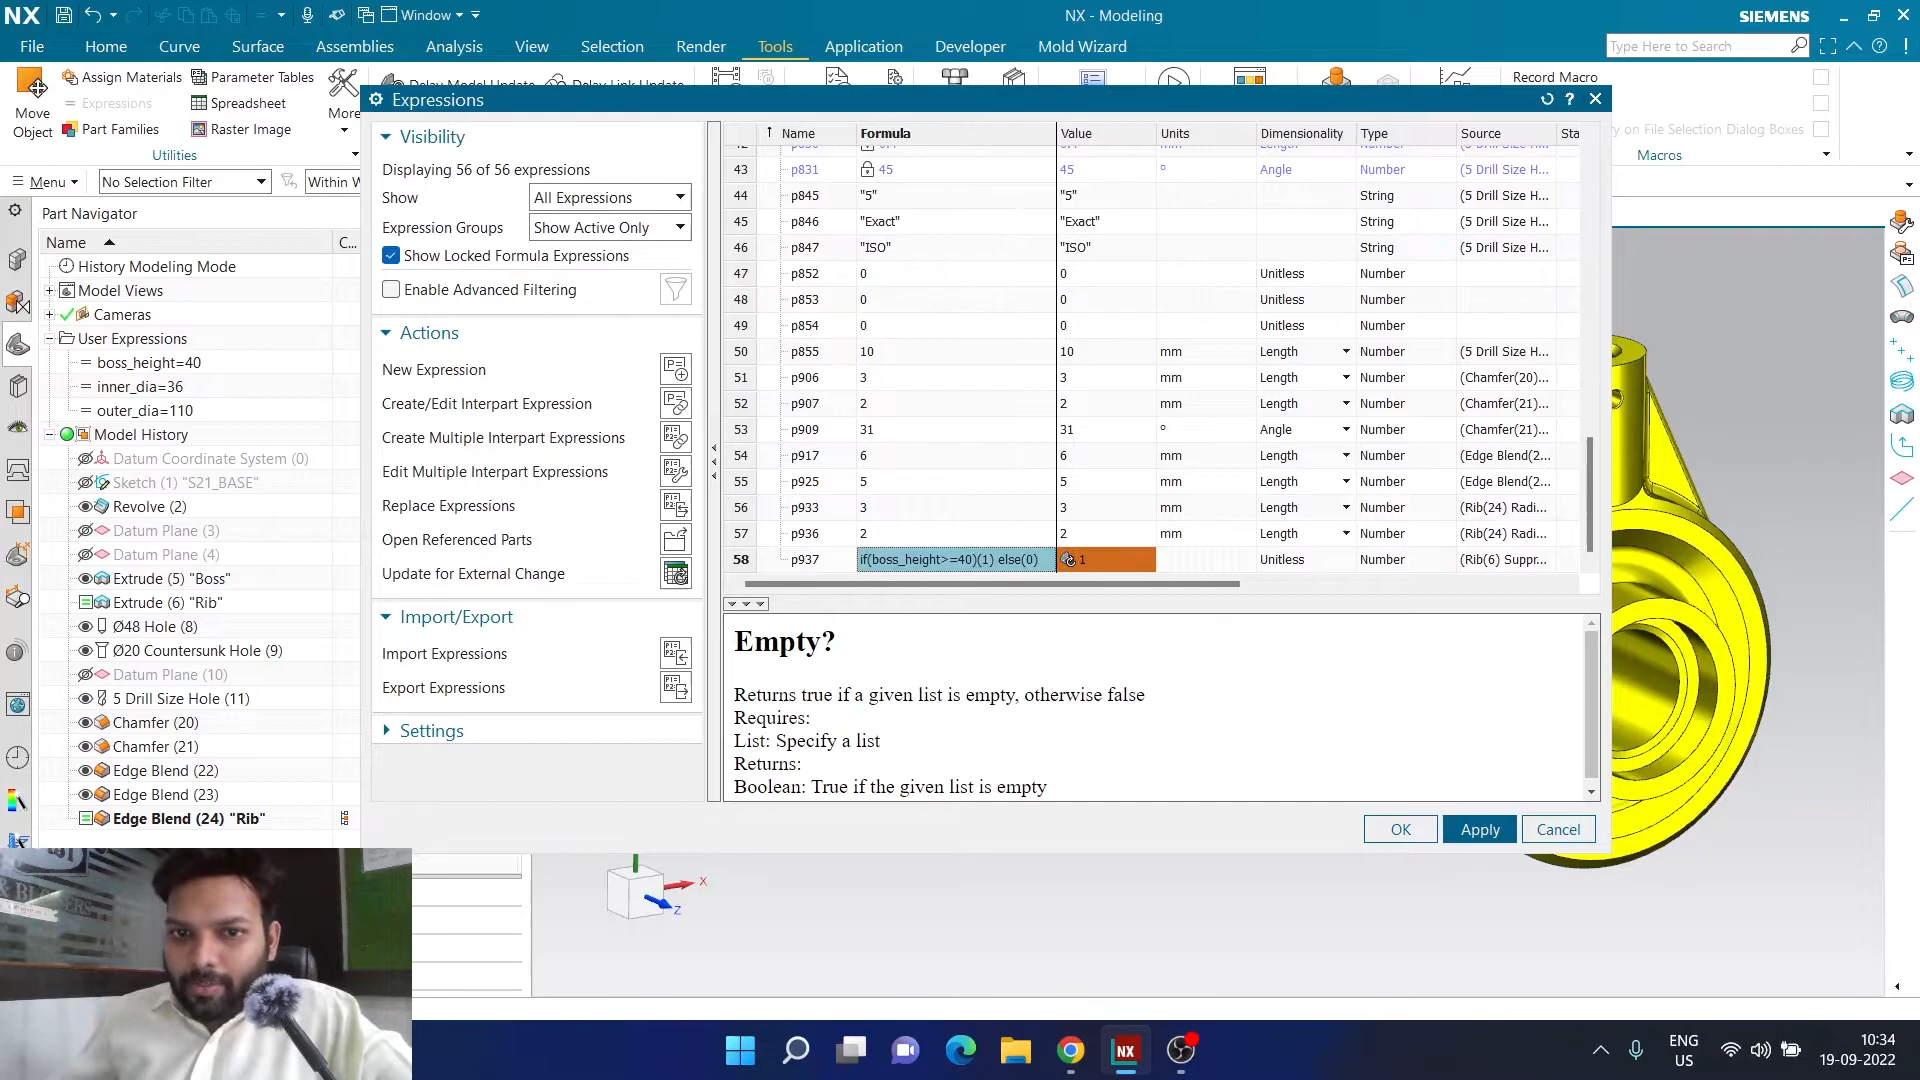 NX
Window
NX - Modeling
SIEMENS
File Home Curve Surface Assemblies Analysis View Selection Render Tools Application Developer Mold Wizard
Type Here to Search
Assign Materials Parameter Tables
Record Macro
Expressions Spreadsheet
Move
Object
More
Part Families Raster Image
y on File Selection Dialog Boxes
Utilities
Macros
Menu No Selection Filter Within W
Expressions
Part Navigator
Name C...
History Modeling Mode
Model Views
Cameras
User Expressions
= boss_height=40
= inner_dia=36
= outer_dia=110
Model History
Datum Coordinate System (0)
Sketch (1) "S21_BASE"
Revolve (2)
Datum Plane (3)
Datum Plane (4)
Extrude (5) "Boss"
Extrude (6) "Rib"
Ø48 Hole (8)
Ø20 Countersunk Hole (9)
Datum Plane (10)
5 Drill Size Hole (11)
Chamfer (20)
Chamfer (21)
Edge Blend (22)
Edge Blend (23)
Edge Blend (24) "Rib"
Visibility
Displaying 56 of 56 expressions
Show All Expressions
Expression Groups Show Active Only
Show Locked Formula Expressions
Enable Advanced Filtering
Actions
New Expression
Create/Edit Interpart Expression
Create Multiple Interpart Expressions
Edit Multiple Interpart Expressions
Replace Expressions
Open Referenced Parts
Update for External Change
Import/Export
Import Expressions
Export Expressions
Settings
↑ Name Formula Value Units Dimensionality Type Source Sta
43 p831 45 45 ° Angle Number (5 Drill Size H...
44 p845 "5" "5" String (5 Drill Size H...
45 p846 "Exact" "Exact" String (5 Drill Size H...
46 p847 "ISO" "ISO" String (5 Drill Size H...
47 p852 0 0 Unitless Number
48 p853 0 0 Unitless Number
49 p854 0 0 Unitless Number
50 p855 10 10 mm Length Number (5 Drill Size H...
51 p906 3 3 mm Length Number (Chamfer(20)...
52 p907 2 2 mm Length Number (Chamfer(21)...
53 p909 31 31 ° Angle Number (Chamfer(21)...
54 p917 6 6 mm Length Number (Edge Blend(2...
55 p925 5 5 mm Length Number (Edge Blend(2...
56 p933 3 3 mm Length Number (Rib(24) Radi...
57 p936 2 2 mm Length Number (Rib(24) Radi...
58 p937 if(boss_height>=40)(1) else(0) 1 Unitless Number (Rib(6) Suppr...
Empty?
Returns true if a given list is empty, otherwise false
Requires:
List: Specify a list
Returns:
Boolean: True if the given list is empty
OK Apply Cancel
X
Z
NX
ENG
US
10:34
19-09-2022